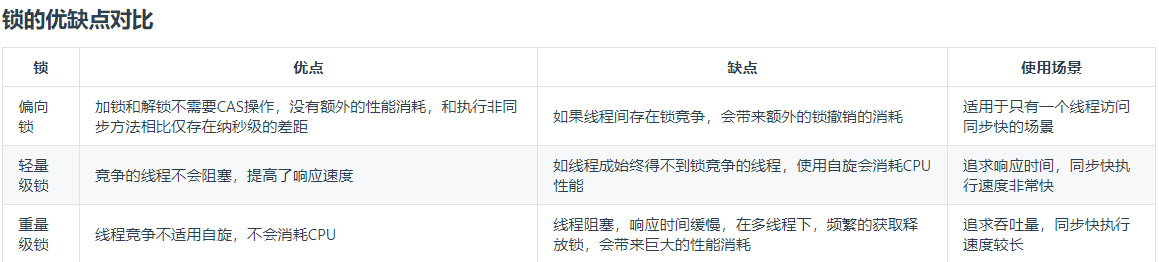 锁的优缺点对比
锁 优点 缺点 使用场景
偏向
锁
加锁和解锁不需要CAS操作，没有额外的性能消耗，和执行非同
步方法相比仅存在纳秒级的差距
如果线程间存在锁竞争，会带来额外的锁撤销的消耗
适用于只有一个线程访问
同步快的场景
轻量
级锁
竞争的线程不会阻塞，提高了响应速度
如线程成始终得不到锁竞争的线程，使用自旋会消耗CPU
性能
追求响应时间，同步快执
行速度非常快
重量
级锁
线程竞争不适用自旋，不会消耗CPU
线程阻塞，响应时间缓慢，在多线程下，频繁的获取释
放锁，会带来巨大的性能消耗
追求吞吐量，同步快执行
速度较长